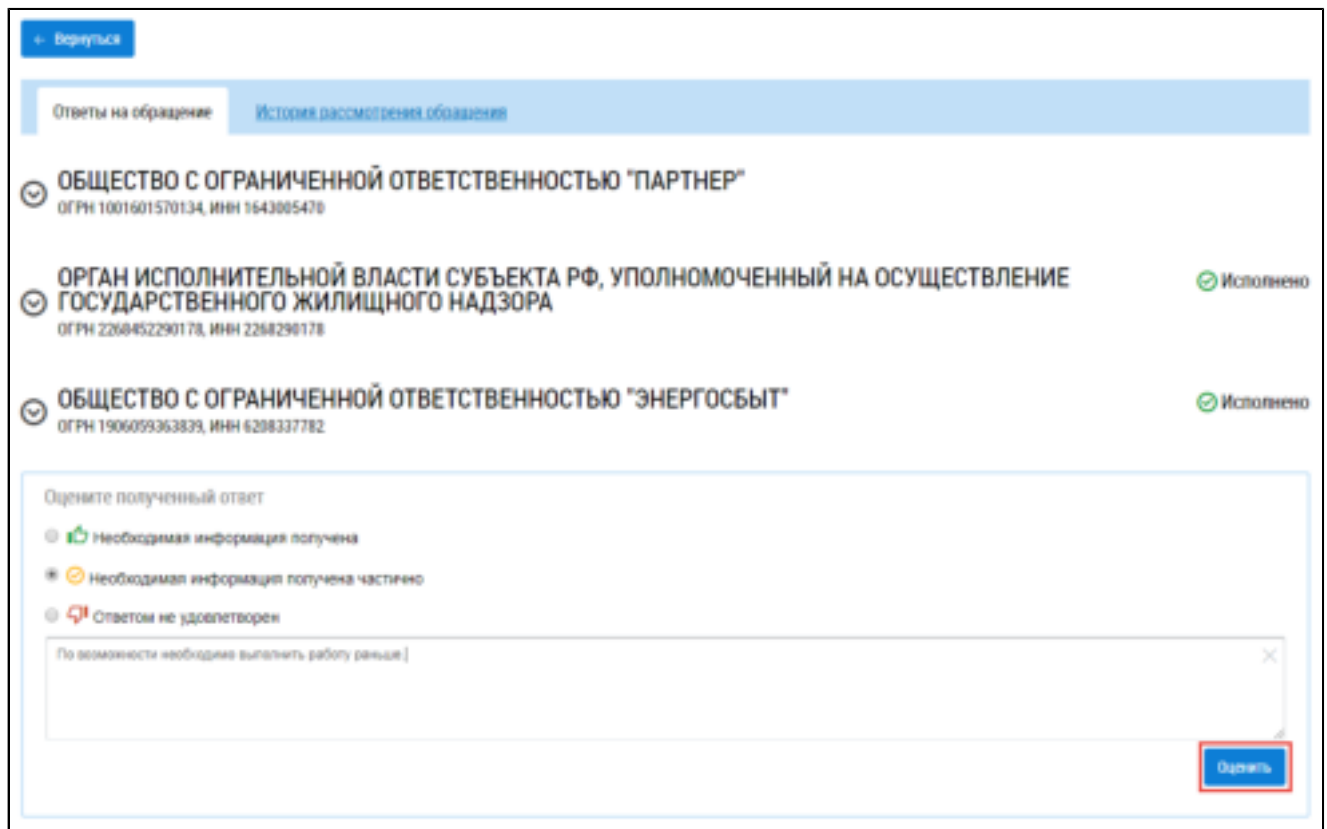 ← Вернуться
Ответы на обращение История рассмотрения обращения
ОБЩЕСТВО С ОГРАНИЧЕННОЙ ОТВЕТСТВЕННОСТЬЮ "ПАРТНЕР"
ОГРН 1001601570134, ИНН 1643005470
ОРГАН ИСПОЛНИТЕЛЬНОЙ ВЛАСТИ СУБЪЕКТА РФ, УПОЛНОМОЧЕННЫЙ НА ОСУЩЕСТВЛЕНИЕ
ГОСУДАРСТВЕННОГО ЖИЛИЩНОГО НАДЗОРА
Исполнено
ОГРН 2268452290178, ИНН 2268290178
ОБЩЕСТВО С ОГРАНИЧЕННОЙ ОТВЕТСТВЕННОСТЬЮ "ЭНЕРГОСБЫТ"
Исполнено
ОГРН 1906059363839, ИНН 6208337782
Оцените полученный ответ
Необходимая информация получена
Необходимая информация получена частично
Ответом не удовлетворен
По возможности необходимо выполнить работу раньше.
Оценить